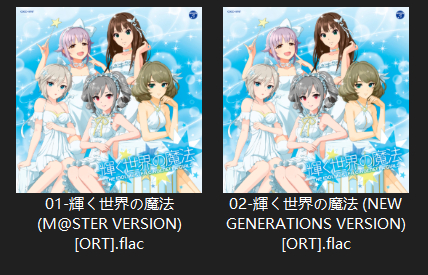 輝く世界の魔法
輝く世界の魔法
01-輝く世界の魔法
(M@STER VERSION)
[ORT].flac
02-輝く世界の魔法 (NEW
GENERATIONS VERSION)
[ORT].flac